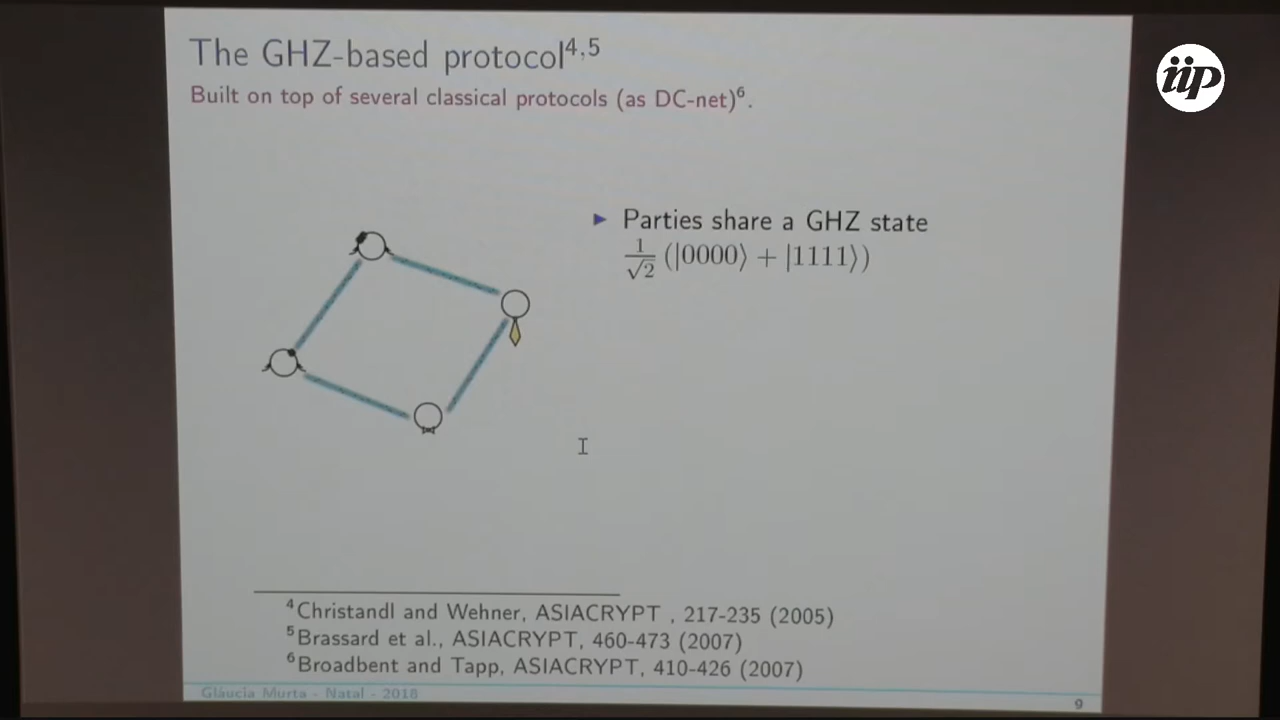 The GHZ-based protocol⁴,⁵
Built on top of several classical protocols (as DC-net)⁶.
iip
▶ Parties share a GHZ state
1/√2 (|0000⟩ + |1111⟩)
⁴Christandl and Wehner, ASIACRYPT , 217-235 (2005)
⁵Brassard et al., ASIACRYPT, 460-473 (2007)
⁶Broadbent and Tapp, ASIACRYPT, 410-426 (2007)
Gláucia Murta - Natal - 2018
9